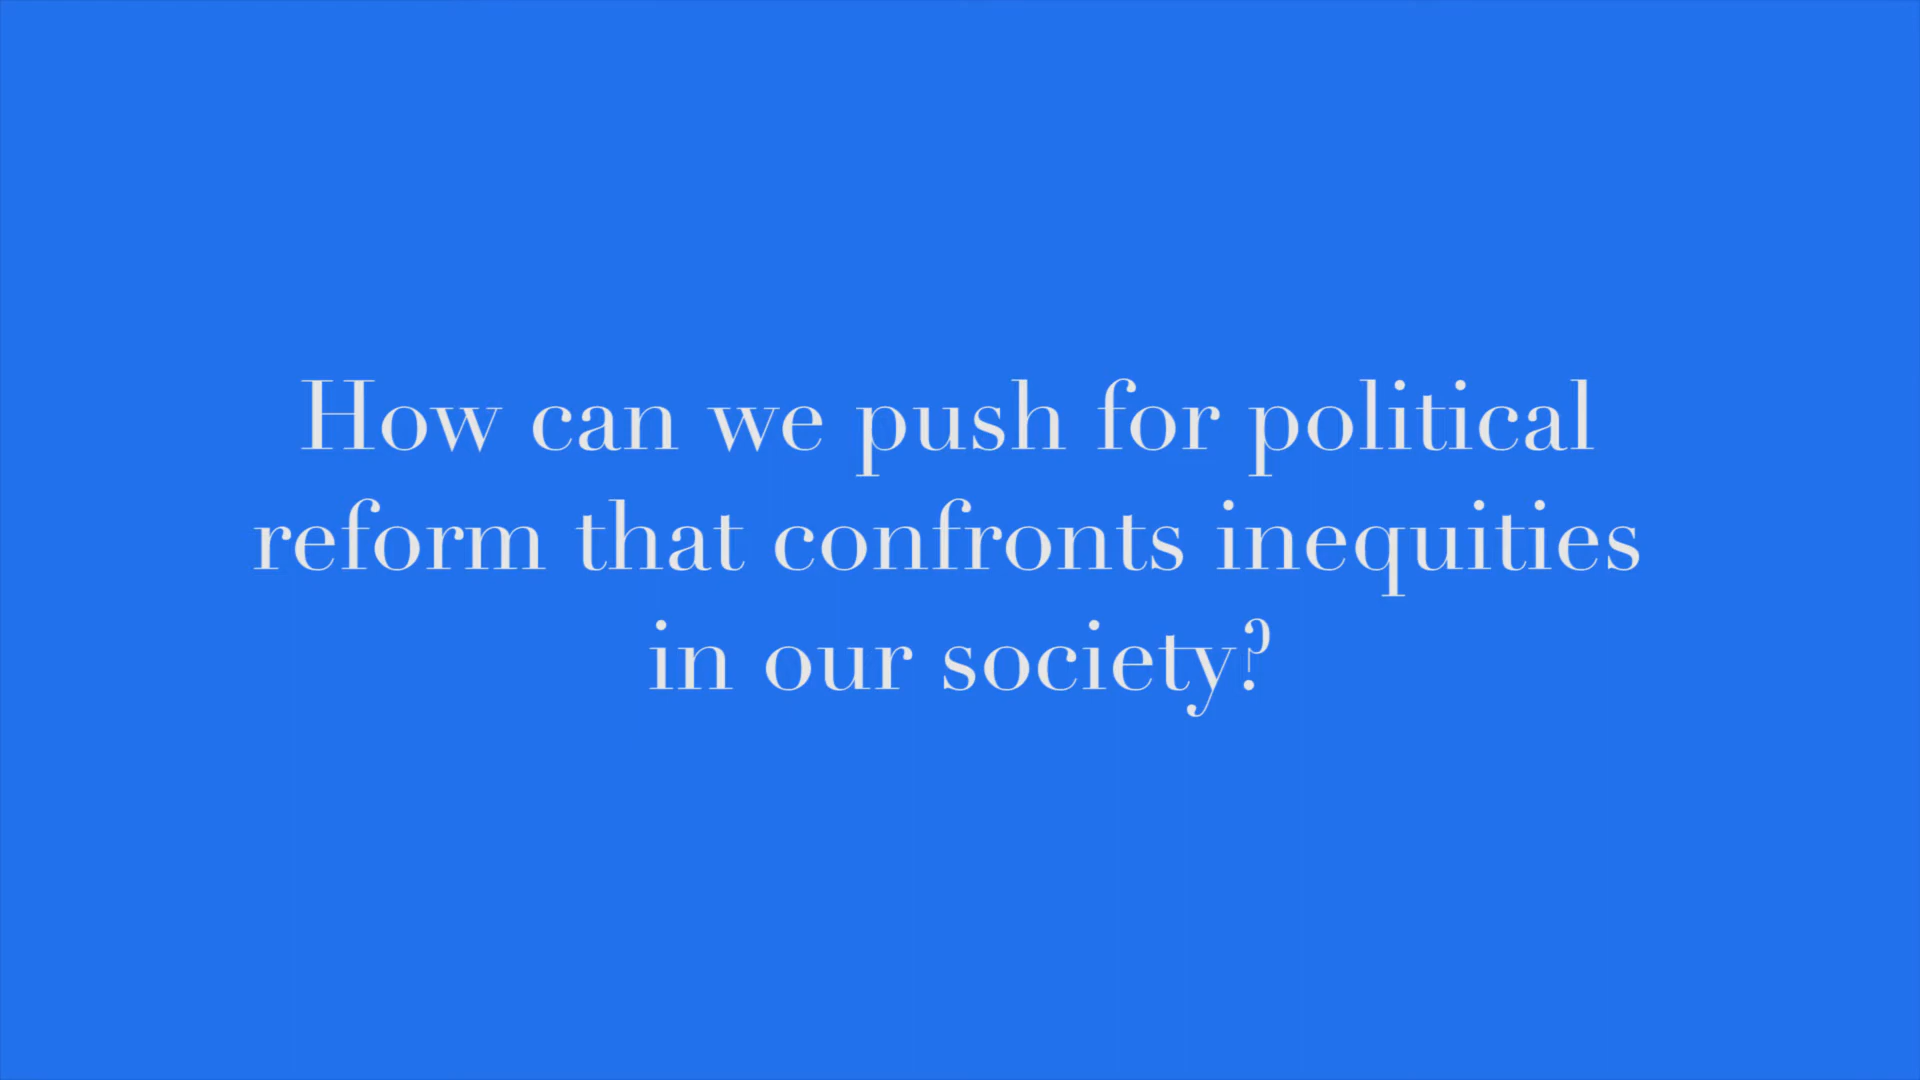 How can we push for political
reform that confronts inequities
in our society?